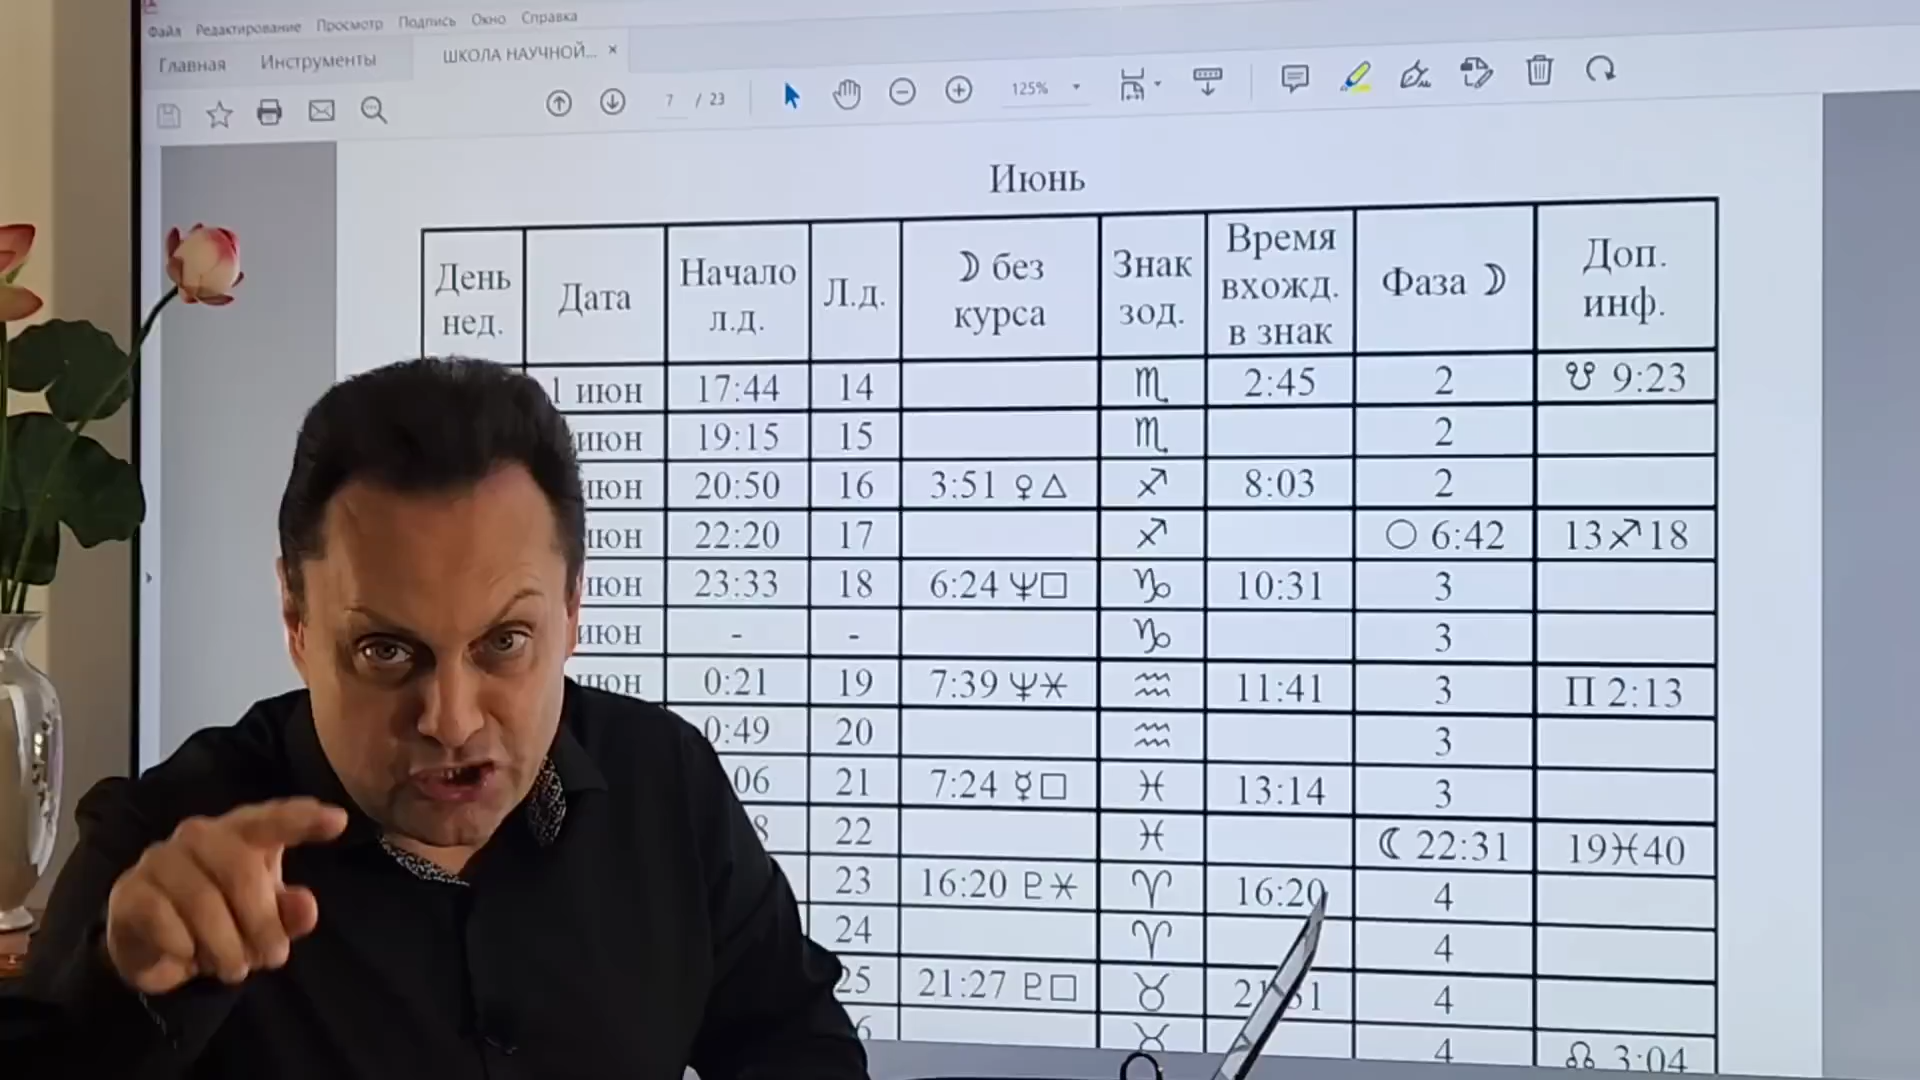 Файл Редактирование Просмотр Подпись Окно Справка
Главная Инструменты ШКОЛА НАУЧНОЙ... ×
7 / 23 125%
Июнь
День нед. Дата Начало л.д. Л.д. ☽ без курса Знак зод. Время вхожд. в знак Фаза ☽ Доп. инф.
1 июн 17:44 14 ♏ 2:45 2 ☋ 9:23
июн 19:15 15 ♏ 2
июн 20:50 16 3:51 ♀△ ♐ 8:03 2
июн 22:20 17 ♐ ○ 6:42 13♐18
июн 23:33 18 6:24 ♆□ ♑ 10:31 3
июн - - ♑ 3
июн 0:21 19 7:39 ♆⚹ ♒ 11:41 3 П 2:13
0:49 20 ♒ 3
06 21 7:24 ☿□ ♓ 13:14 3
8 22 ♓ ☾ 22:31 19♓40
23 16:20 ♇⚹ ♈ 16:20 4
24 ♈ 4
25 21:27 ♇□ ♉ 4
6 ♉ 4 ☊ 3:04